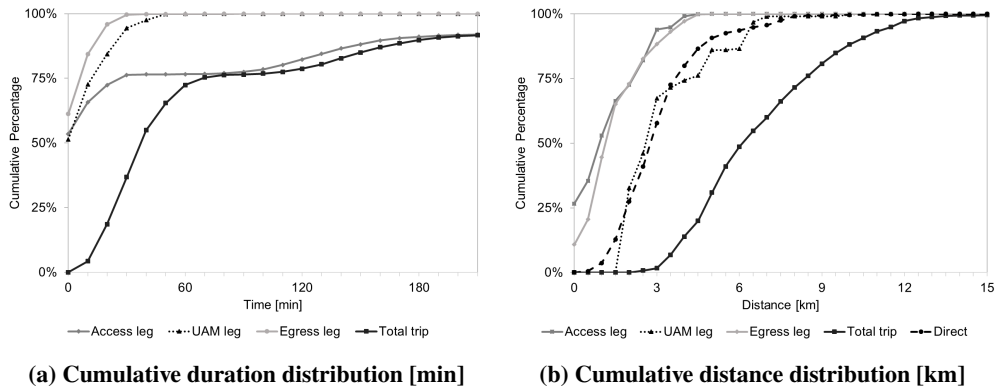 100%
75%
50%
25%
0%
Cumulative Percentage
0 60 120 180
Time [min]
Access leg UAM leg Egress leg Total trip
100%
75%
50%
25%
0%
Cumulative Percentage
0 3 6 9 12 15
Distance [km]
Access leg UAM leg Egress leg Total trip Direct
(a) Cumulative duration distribution [min] (b) Cumulative distance distribution [km]